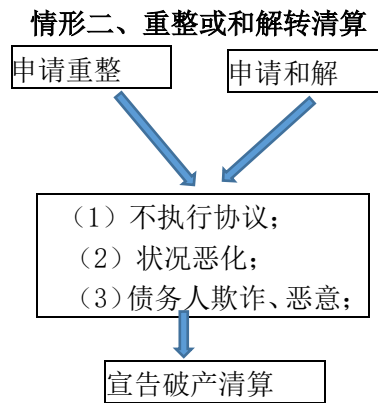 情形二、重整或和解转清算
申请重整
申请和解
（1）不执行协议；
（2）状况恶化；
（3）债务人欺诈、恶意；
宣告破产清算